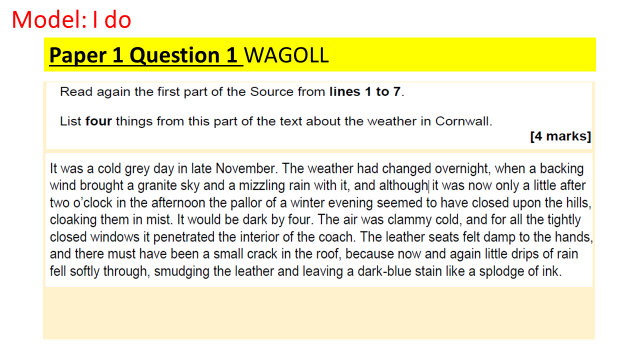 Model: I do
Paper 1 Question 1 WAGOLL
Read again the first part of the Source from lines 1 to 7.
List four things from this part of the text about the weather in Cornwall.
[4 marks]
It was a cold grey day in late November. The weather had changed overnight, when a backing
wind brought a granite sky and a mizzling rain with it, and although it was now only a little after
two o'clock in the afternoon the pallor of a winter evening seemed to have closed upon the hills,
cloaking them in mist. It would be dark by four. The air was clammy cold, and for all the tightly
closed windows it penetrated the interior of the coach. The leather seats felt damp to the hands,
and there must have been a small crack in the roof, because now and again little drips of rain
fell softly through, smudging the leather and leaving a dark-blue stain like a splodge of ink.